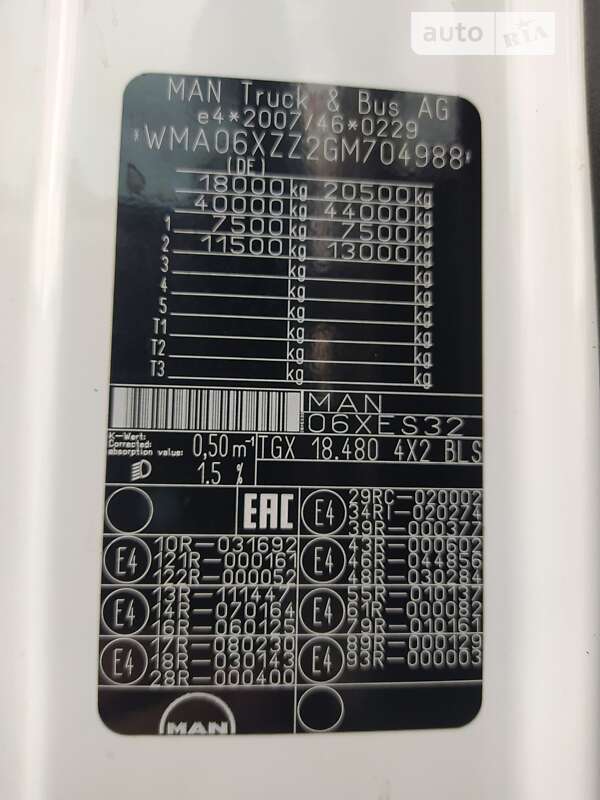 auto RIA
MAN Truck & Bus AG
e4*2007/46*0229
*WMA06XZZ2GM704988*
(DE)
18000 kg 20500 kg
40000 kg 44000 kg
1 7500 kg 7500 kg
2 11500 kg 13000 kg
3 kg kg
4 kg kg
5 kg kg
T1 kg kg
T2 kg kg
T3 kg kg
MAN
06XES32
K-Wert:
Corrected
absorption value: 0,50 m⁻¹
TGX 18.480 4X2 BLS
1.5 %
EAC
E4
29RC-020002
34RT-020274
39R-000377
E4
10R-031692
121R-000161
122R-000052
E4
43R-000602
46R-044856
48R-030284
E4
13R-111447
14R-070164
16R-060125
E4
55R-010137
61R-000082
79R-010161
E4
17R-080230
18R-030143
28R-000400
E4
89R-000129
93R-000003
MAN